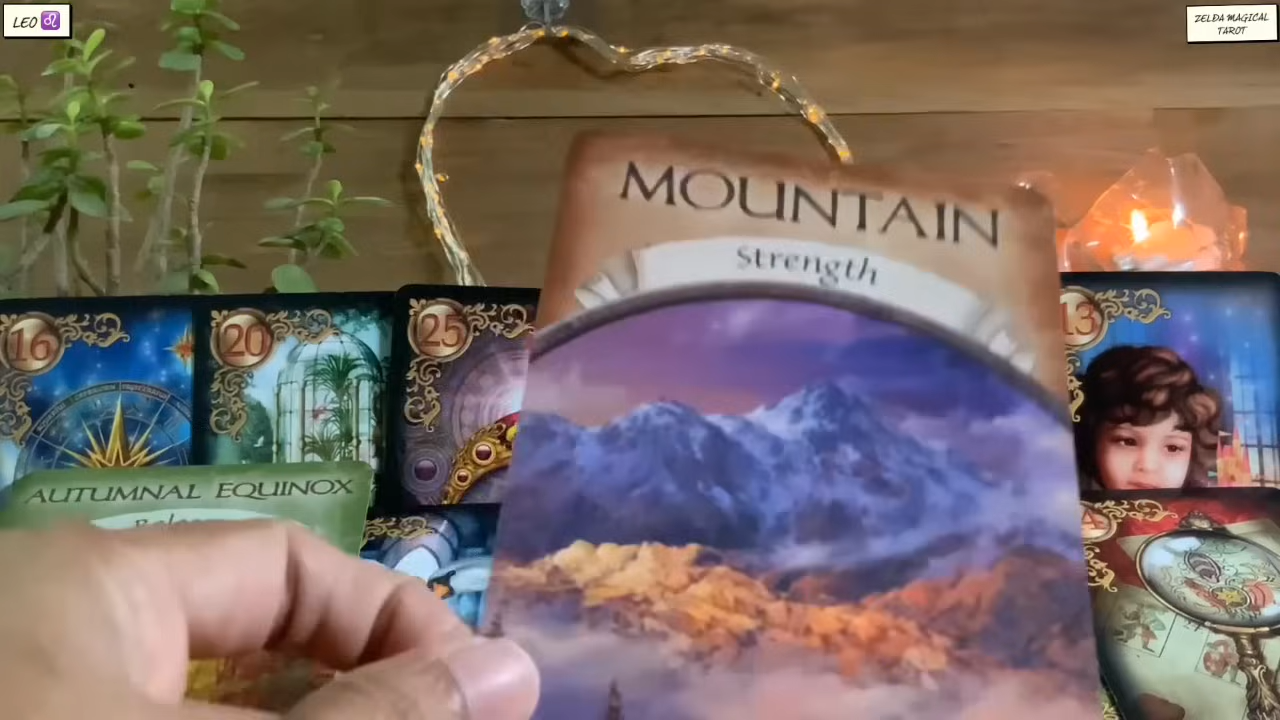 LEO ♌
ZELDA MAGICAL
TAROT
MOUNTAIN
Strength
16
20
25
13
AUTUMNAL EQUINOX